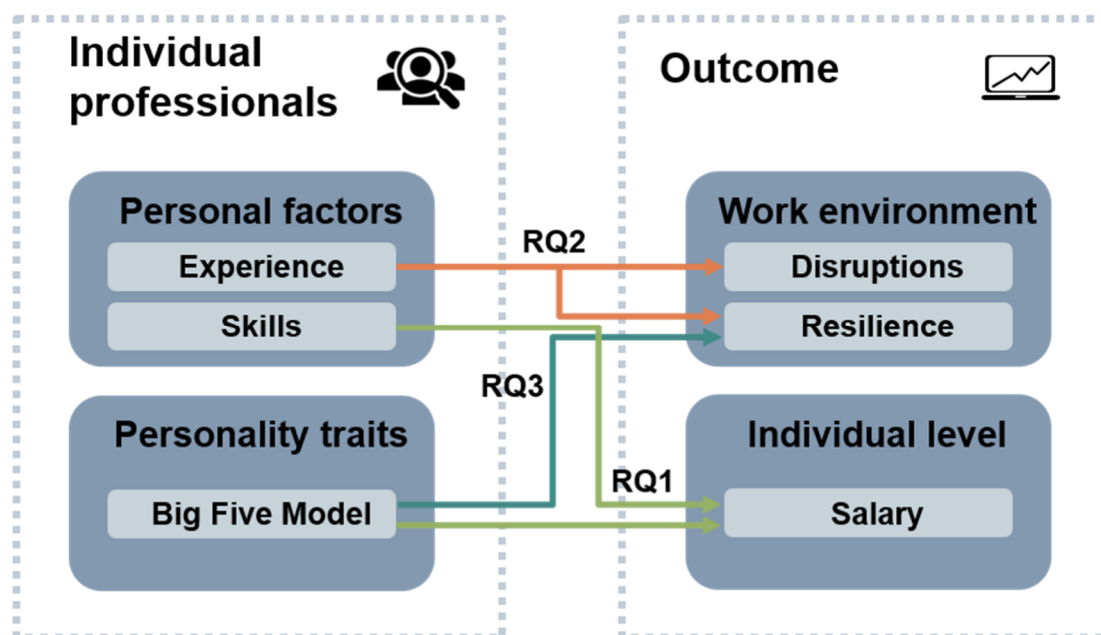 Individual
professionals
Personal factors
Experience
Skills
Personality traits
Big Five Model
RQ2
RQ3
RQ1
Outcome
Work environment
Disruptions
Resilience
Individual level
Salary